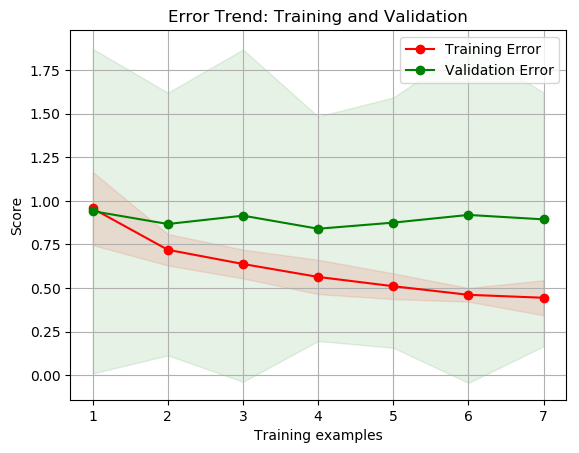 Error Trend: Training and Validation
Training Error
Validation Error
Score
1.75
1.50
1.25
1.00
0.75
0.50
0.25
0.00
1 2 3 4 5 6 7
Training examples